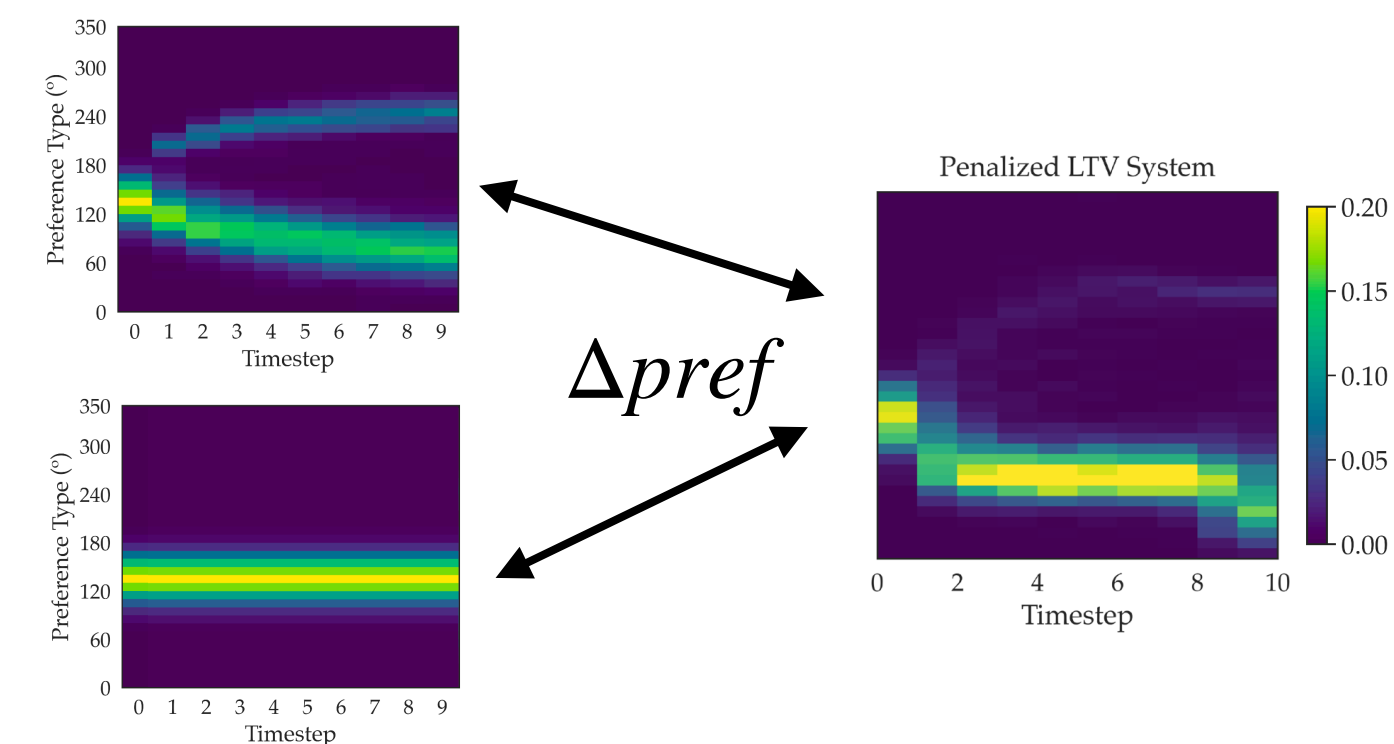 350
300
240
180
120
60
0
Preference Type (º)
0 1 2 3 4 5 6 7 8 9
Timestep
350
300
240
180
120
60
0
Preference Type (º)
0 1 2 3 4 5 6 7 8 9
Timestep
Δpref
Penalized LTV System
0 2 4 6 8 10
Timestep
0.20
0.15
0.10
0.05
0.00